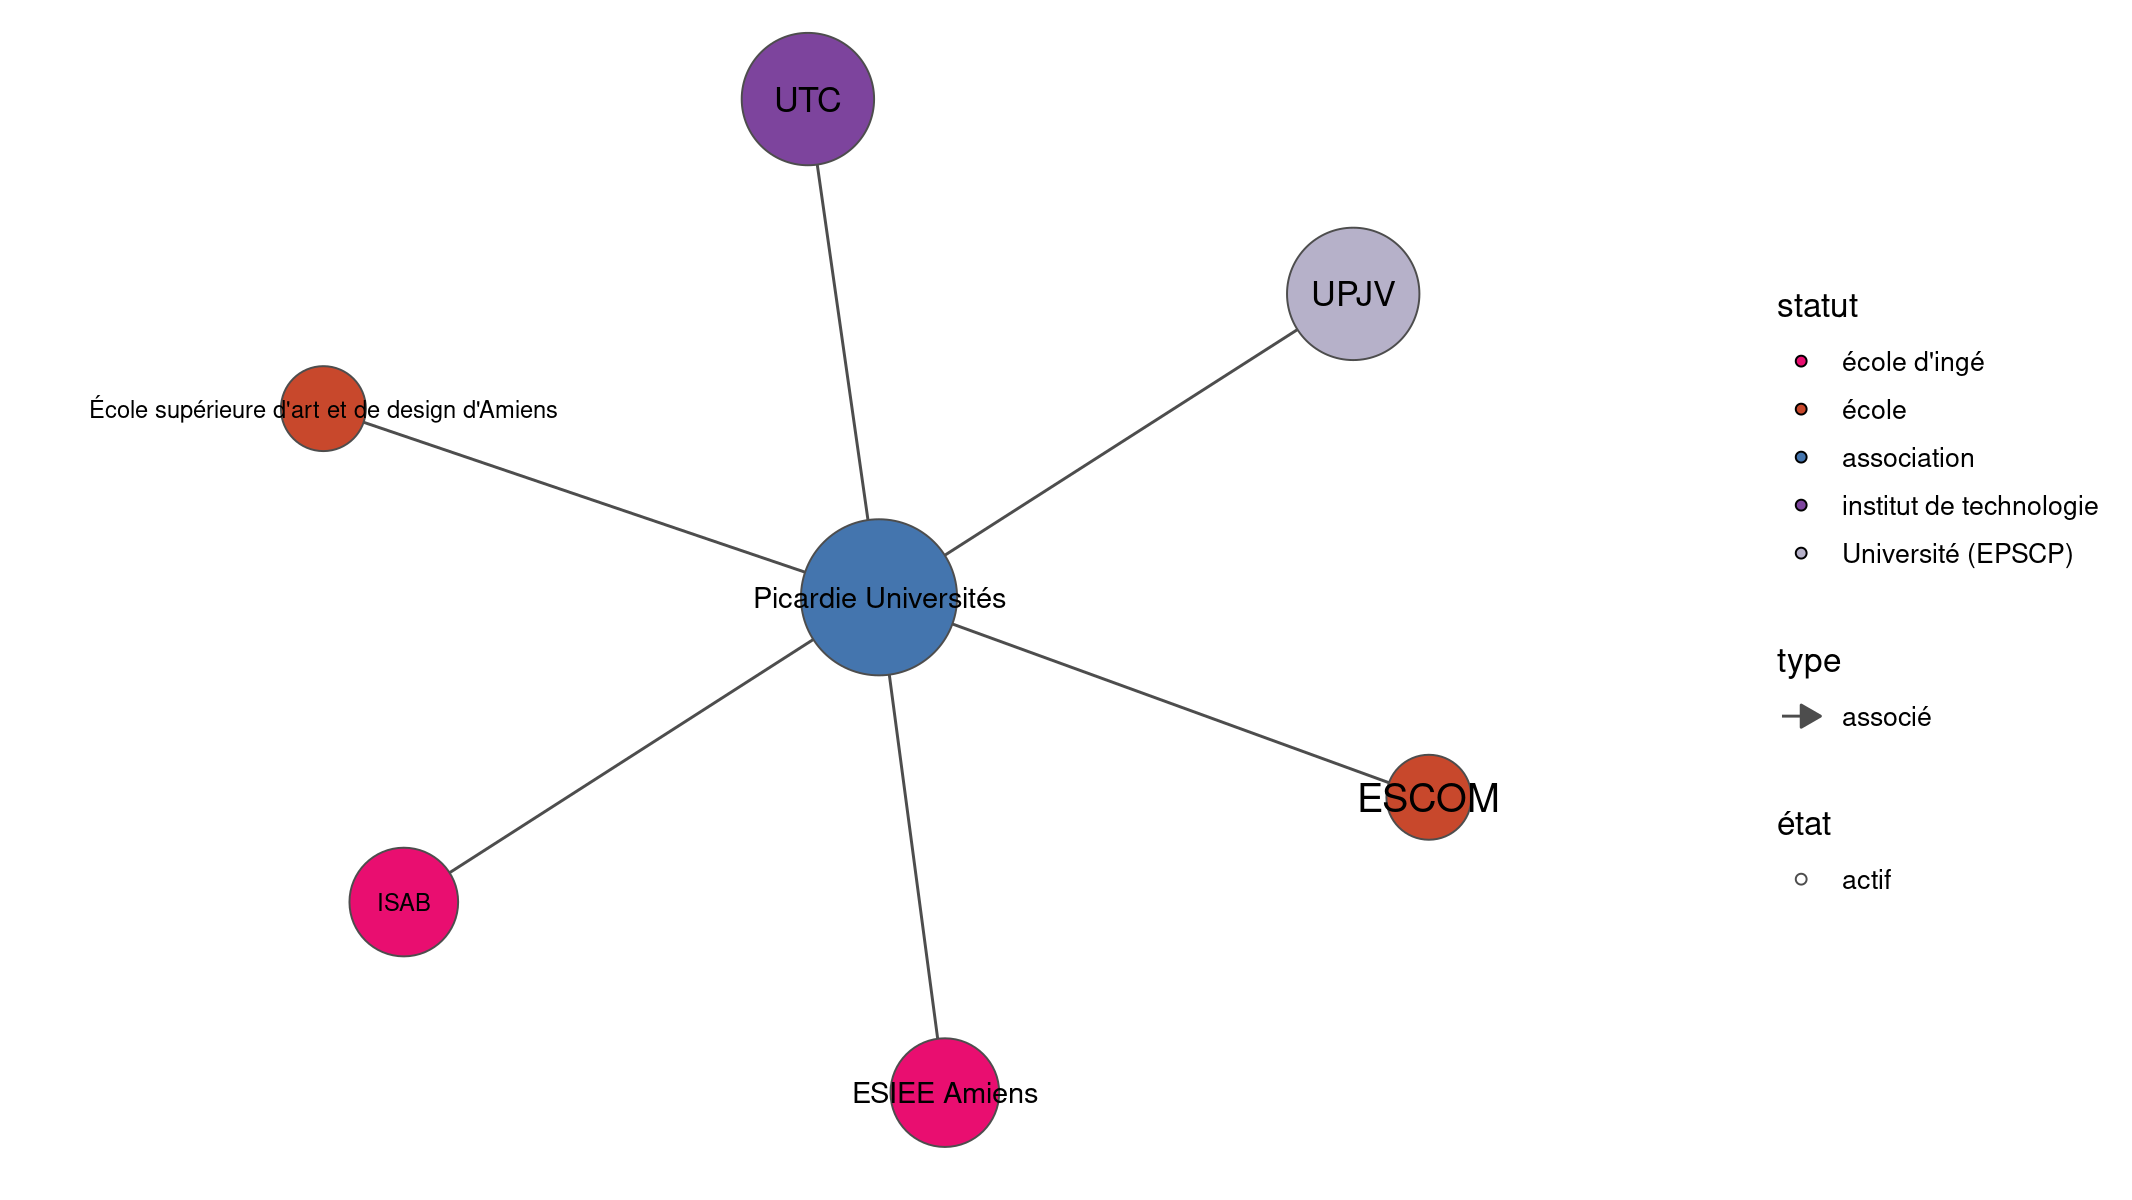 UTC
UPJV
École supérieure d'art et de design d'Amiens
Picardie Universités
ESCOM
ISAB
ESIEE Amiens
statut
école d'ingé
école
association
institut de technologie
Université (EPSCP)
type
associé
état
actif